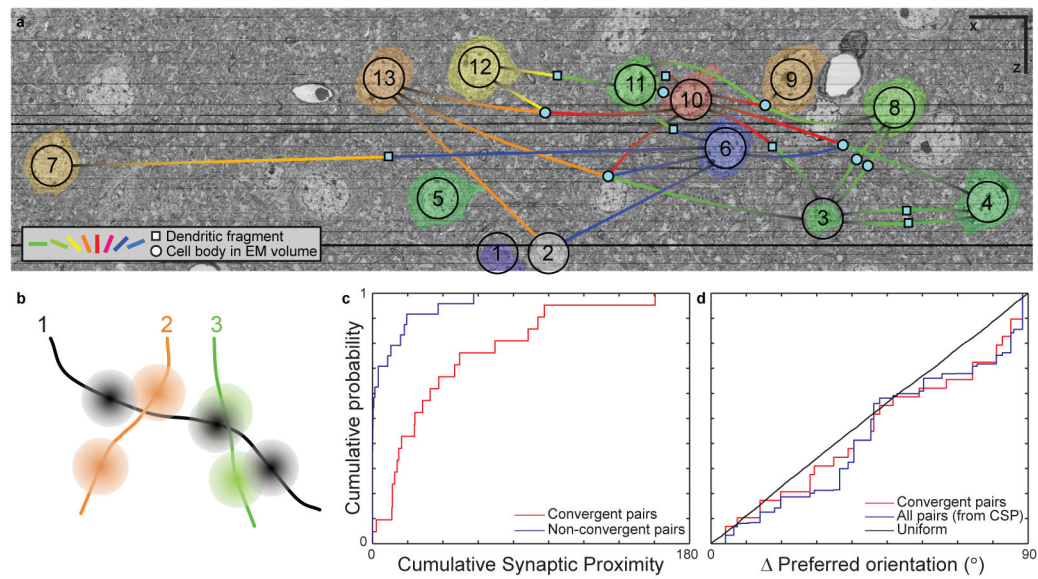 a
x
z
13
12
11
10
9
8
7
6
5
4
3
1
2
Dendritic fragment
Cell body in EM volume
b
1
2
3
c
1
Cumulative probability
0
Convergent pairs
Non-convergent pairs
0
180
Cumulative Synaptic Proximity
d
Convergent pairs
All pairs (from CSP)
Uniform
0
90
Δ Preferred orientation (°)